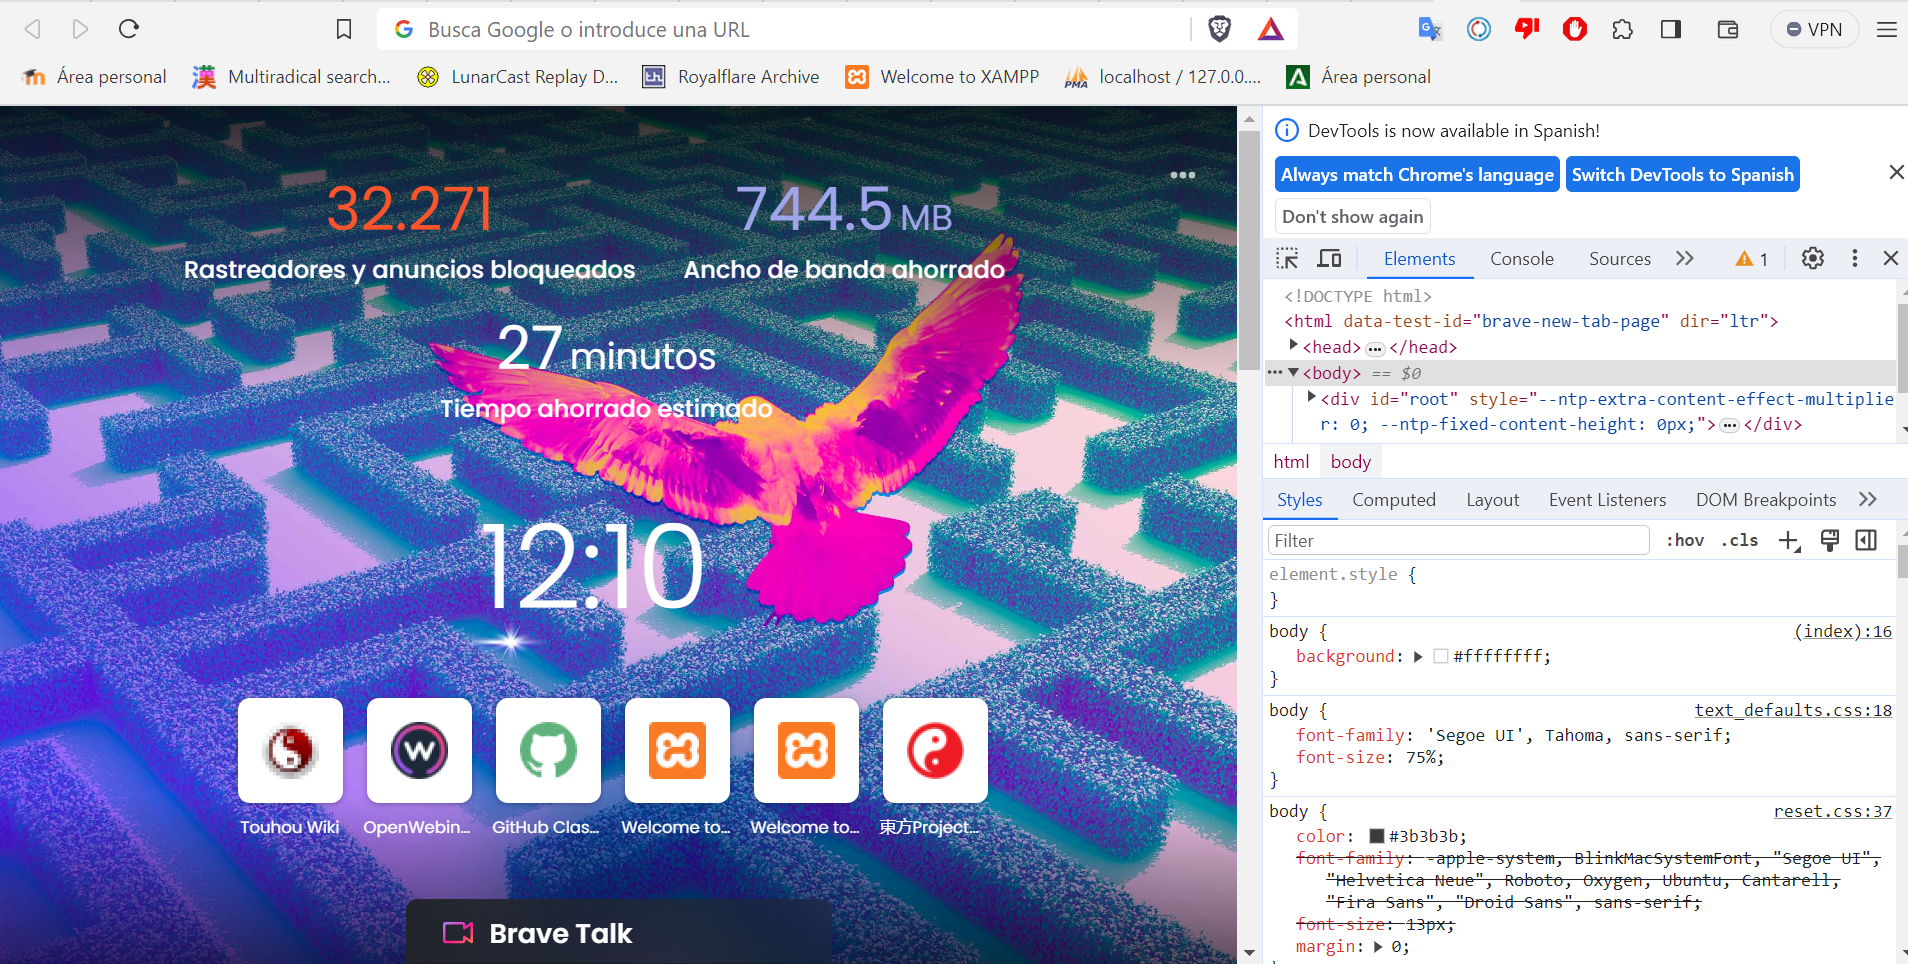 Busca Google o introduce una URL
VPN
Área personal
Multiradical search...
LunarCast Replay D...
Royalflare Archive
Welcome to XAMPP
localhost / 127.0.0....
Área personal
32.271
Rastreadores y anuncios bloqueados
744.5 MB
Ancho de banda ahorrado
27 minutos
Tiempo ahorrado estimado
12:10
Touhou Wiki
OpenWebin...
GitHub Clas...
Welcome to...
Welcome to...
東方Project...
Brave Talk
DevTools is now available in Spanish!
Always match Chrome's language
Switch DevTools to Spanish
Don't show again
Elements
Console
Sources
1
<!DOCTYPE html>
<html data-test-id="brave-new-tab-page" dir="ltr">
<head>…</head>
<body> == $0
<div id="root" style="--ntp-extra-content-effect-multiplie
r: 0; --ntp-fixed-content-height: 0px;">…</div>
html
body
Styles
Computed
Layout
Event Listeners
DOM Breakpoints
Filter
:hov
.cls
element.style {
}
body {
(index):16
background: #ffffffff;
}
body {
text_defaults.css:18
font-family: 'Segoe UI', Tahoma, sans-serif;
font-size: 75%;
}
body {
reset.css:37
color: #3b3b3b;
font-family: -apple-system, BlinkMacSystemFont, "Segoe UI",
"Helvetica Neue", Roboto, Oxygen, Ubuntu, Cantarell,
"Fira Sans", "Droid Sans", sans-serif;
font-size: 13px;
margin: 0;